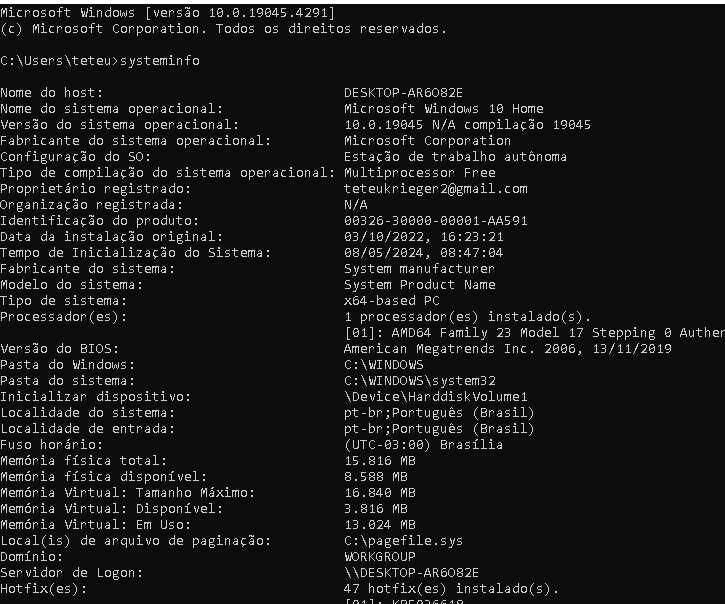 Microsoft Windows [versão 10.0.19045.4291]
(c) Microsoft Corporation. Todos os direitos reservados.
C:\Users\teteu>systeminfo
Nome do host: DESKTOP-AR6O82E
Nome do sistema operacional: Microsoft Windows 10 Home
Versão do sistema operacional: 10.0.19045 N/A compilação 19045
Fabricante do sistema operacional: Microsoft Corporation
Configuração do SO: Estação de trabalho autônoma
Tipo de compilação do sistema operacional: Multiprocessor Free
Proprietário registrado: teteukrieger2@gmail.com
Organização registrada: N/A
Identificação do produto: 00326-30000-00001-AA591
Data da instalação original: 03/10/2022, 16:23:21
Tempo de Inicialização do Sistema: 08/05/2024, 08:47:04
Fabricante do sistema: System manufacturer
Modelo do sistema: System Product Name
Tipo de sistema: x64-based PC
Processador(es): 1 processador(es) instalado(s).
[01]: AMD64 Family 23 Model 17 Stepping 0 Authen
Versão do BIOS: American Megatrends Inc. 2006, 13/11/2019
Pasta do Windows: C:\WINDOWS
Pasta do sistema: C:\WINDOWS\system32
Inicializar dispositivo: \Device\HarddiskVolume1
Localidade do sistema: pt-br;Português (Brasil)
Localidade de entrada: pt-br;Português (Brasil)
Fuso horário: (UTC-03:00) Brasília
Memória física total: 15.816 MB
Memória física disponível: 8.588 MB
Memória Virtual: Tamanho Máximo: 16.840 MB
Memória Virtual: Disponível: 3.816 MB
Memória Virtual: Em Uso: 13.024 MB
Local(is) de arquivo de paginação: C:\pagefile.sys
Domínio: WORKGROUP
Servidor de Logon: \\DESKTOP-AR6O82E
Hotfix(es): 47 hotfix(es) instalado(s).
[01]: